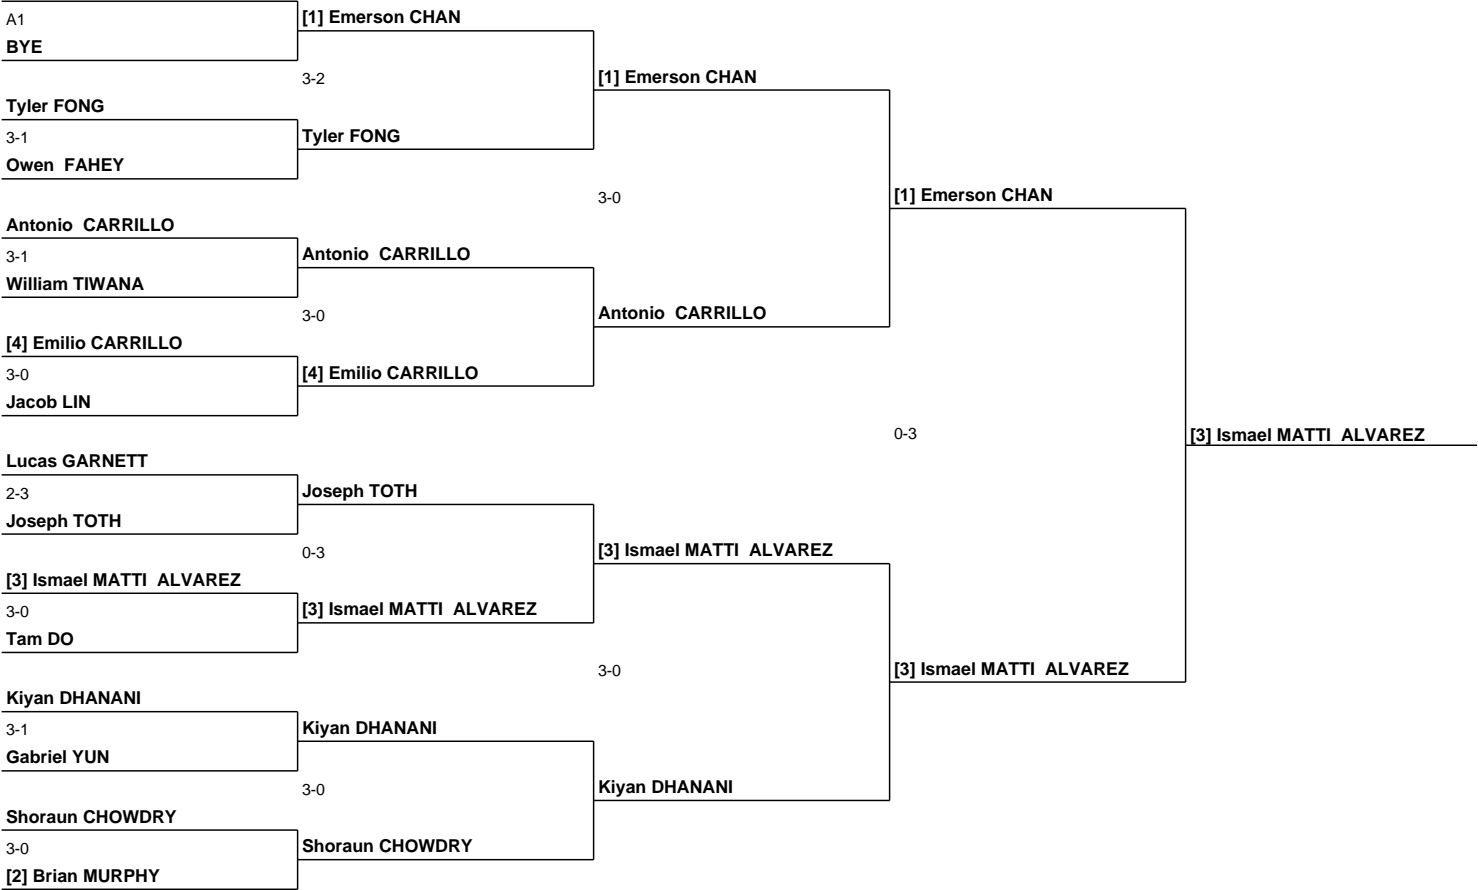 A1
BYE
Tyler FONG
3-1
Owen FAHEY
Antonio CARRILLO
3-1
William TIWANA
[4] Emilio CARRILLO
3-0
Jacob LIN
Lucas GARNETT
2-3
Joseph TOTH
[3] Ismael MATTI ALVAREZ
3-0
Tam DO
Kiyan DHANANI
3-1
Gabriel YUN
Shoraun CHOWDRY
3-0
[2] Brian MURPHY
[1] Emerson CHAN
3-2
Tyler FONG
Antonio CARRILLO
3-0
[4] Emilio CARRILLO
Joseph TOTH
0-3
[3] Ismael MATTI ALVAREZ
Kiyan DHANANI
3-0
Shoraun CHOWDRY
[1] Emerson CHAN
3-0
Antonio CARRILLO
[3] Ismael MATTI ALVAREZ
3-0
Kiyan DHANANI
[1] Emerson CHAN
0-3
[3] Ismael MATTI ALVAREZ
[3] Ismael MATTI ALVAREZ